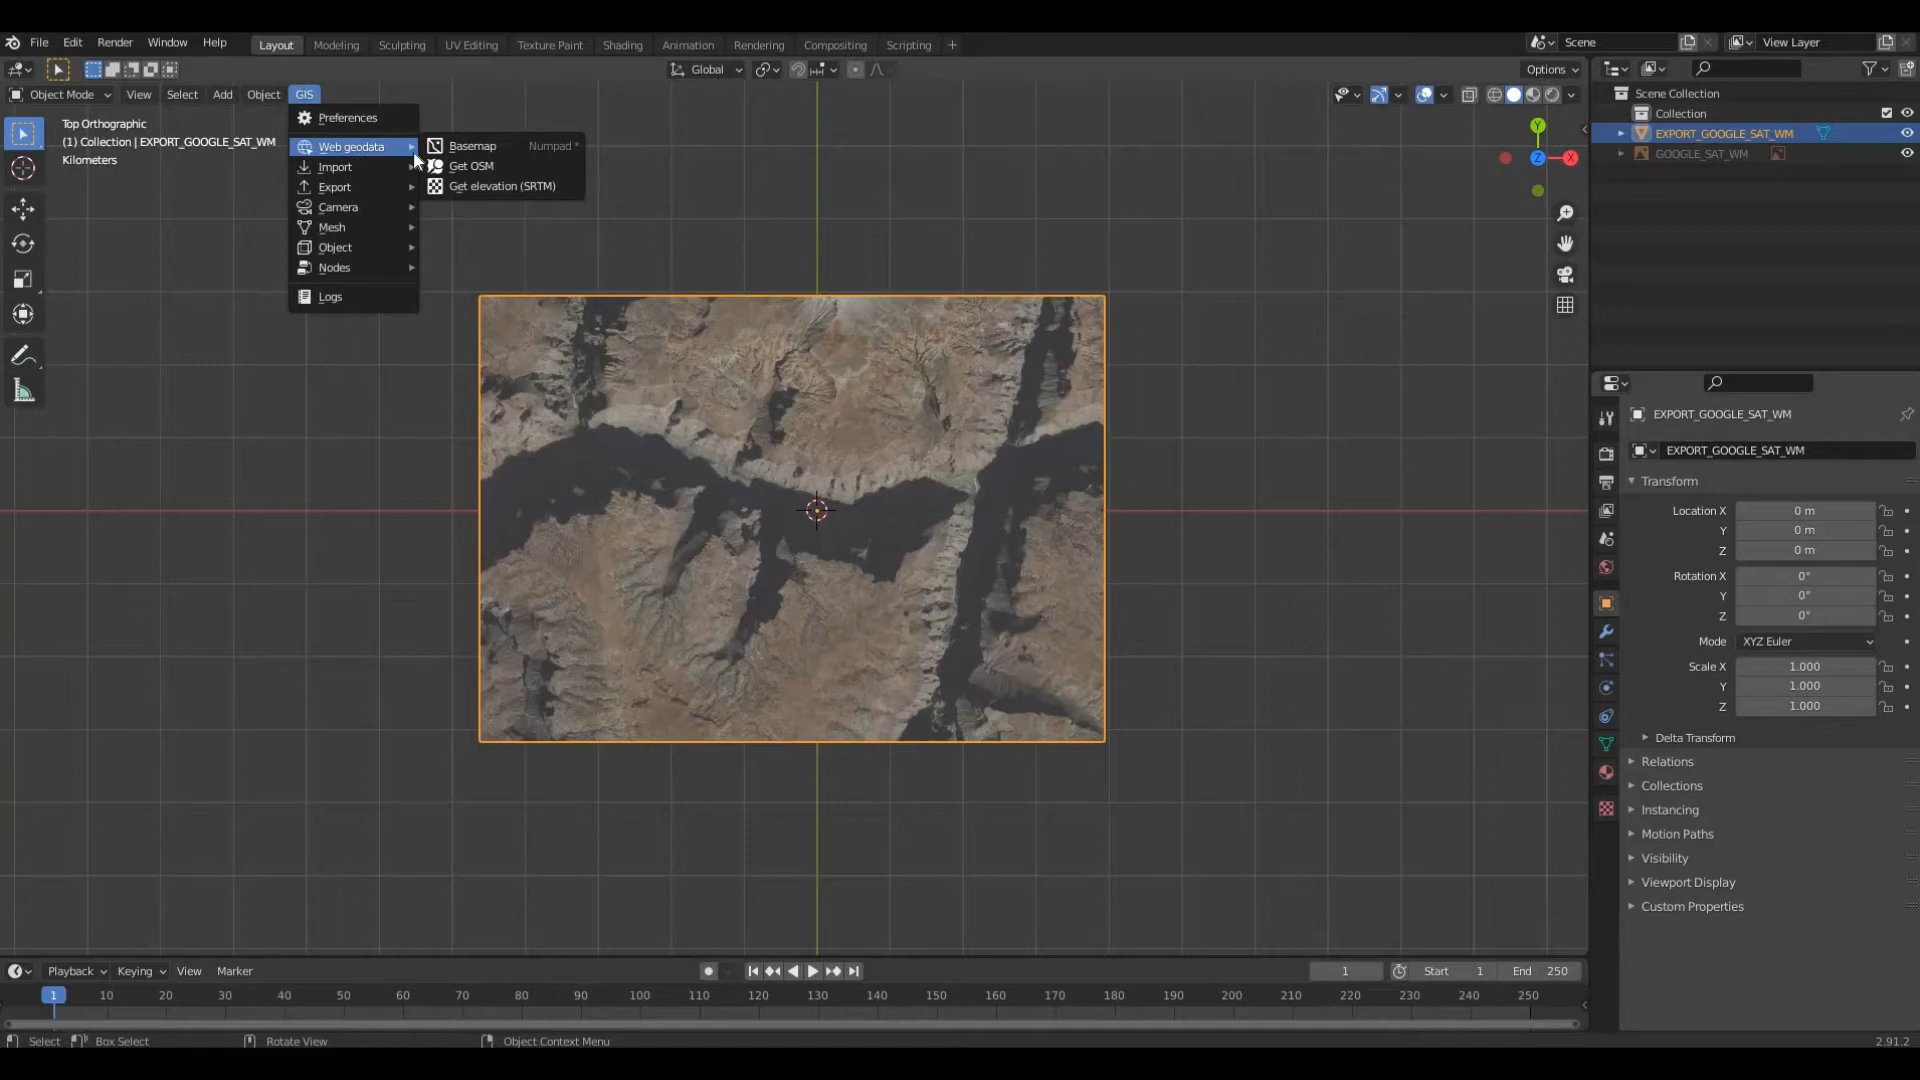 File Edit Render Window Help Layout Modeling Sculpting UV Editing Texture Paint Shading Animation Rendering Compositing Scripting + Scene View Layer
Global Options
Object Mode View Select Add Object GIS Scene Collection
Preferences Collection
Top Orthographic
(1) Collection | EXPORT_GOOGLE_SAT_WM EXPORT_GOOGLE_SAT_WM
Kilometers
Web geodata Basemap Numpad * GOOGLE_SAT_WM
Import Get OSM
Export Get elevation (SRTM)
Camera
Mesh
Object
Nodes
Logs
Y
Z X
EXPORT_GOOGLE_SAT_WM
EXPORT_GOOGLE_SAT_WM
Transform
Location X 0 m
Y 0 m
Z 0 m
Rotation X 0°
Y 0°
Z 0°
Mode XYZ Euler
Scale X 1.000
Y 1.000
Z 1.000
Delta Transform
Relations
Collections
Instancing
Motion Paths
Visibility
Viewport Display
Custom Properties
Playback Keying View Marker 1 Start 1 End 250
1 10 20 30 40 50 60 70 80 90 100 110 120 130 140 150 160 170 180 190 200 210 220 230 240 250
Select Box Select Rotate View Object Context Menu 2.91.2